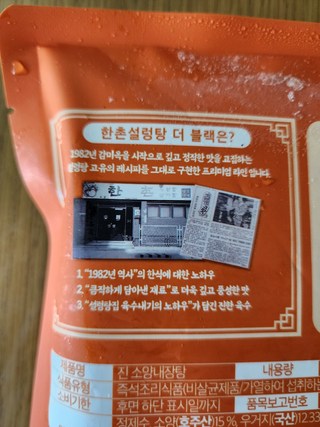 한촌설렁탕 더 블랙은?
1982년 감미옥을 시작으로 깊고 정직한 맛을 고집하는
설렁탕 고유의 레시피를 그대로 구현한 프리미엄 라인 입니다.
한촌
1. "1982년 역사"의 한식에 대한 노하우
2. "큼직하게 담아낸 재료"로 더욱 깊고 풍성한 맛
3. "설렁탕집 육수내기의 노하우"가 담긴 진한 육수
제품명 진 소양내장탕 내용량
식품유형 즉석조리식품(비살균제품/가열하여 섭취하는
소비기한 후면 하단 표시일까지 품목보고번호
정제수, 소양(호주산)15%, 우거지(국산)12.33